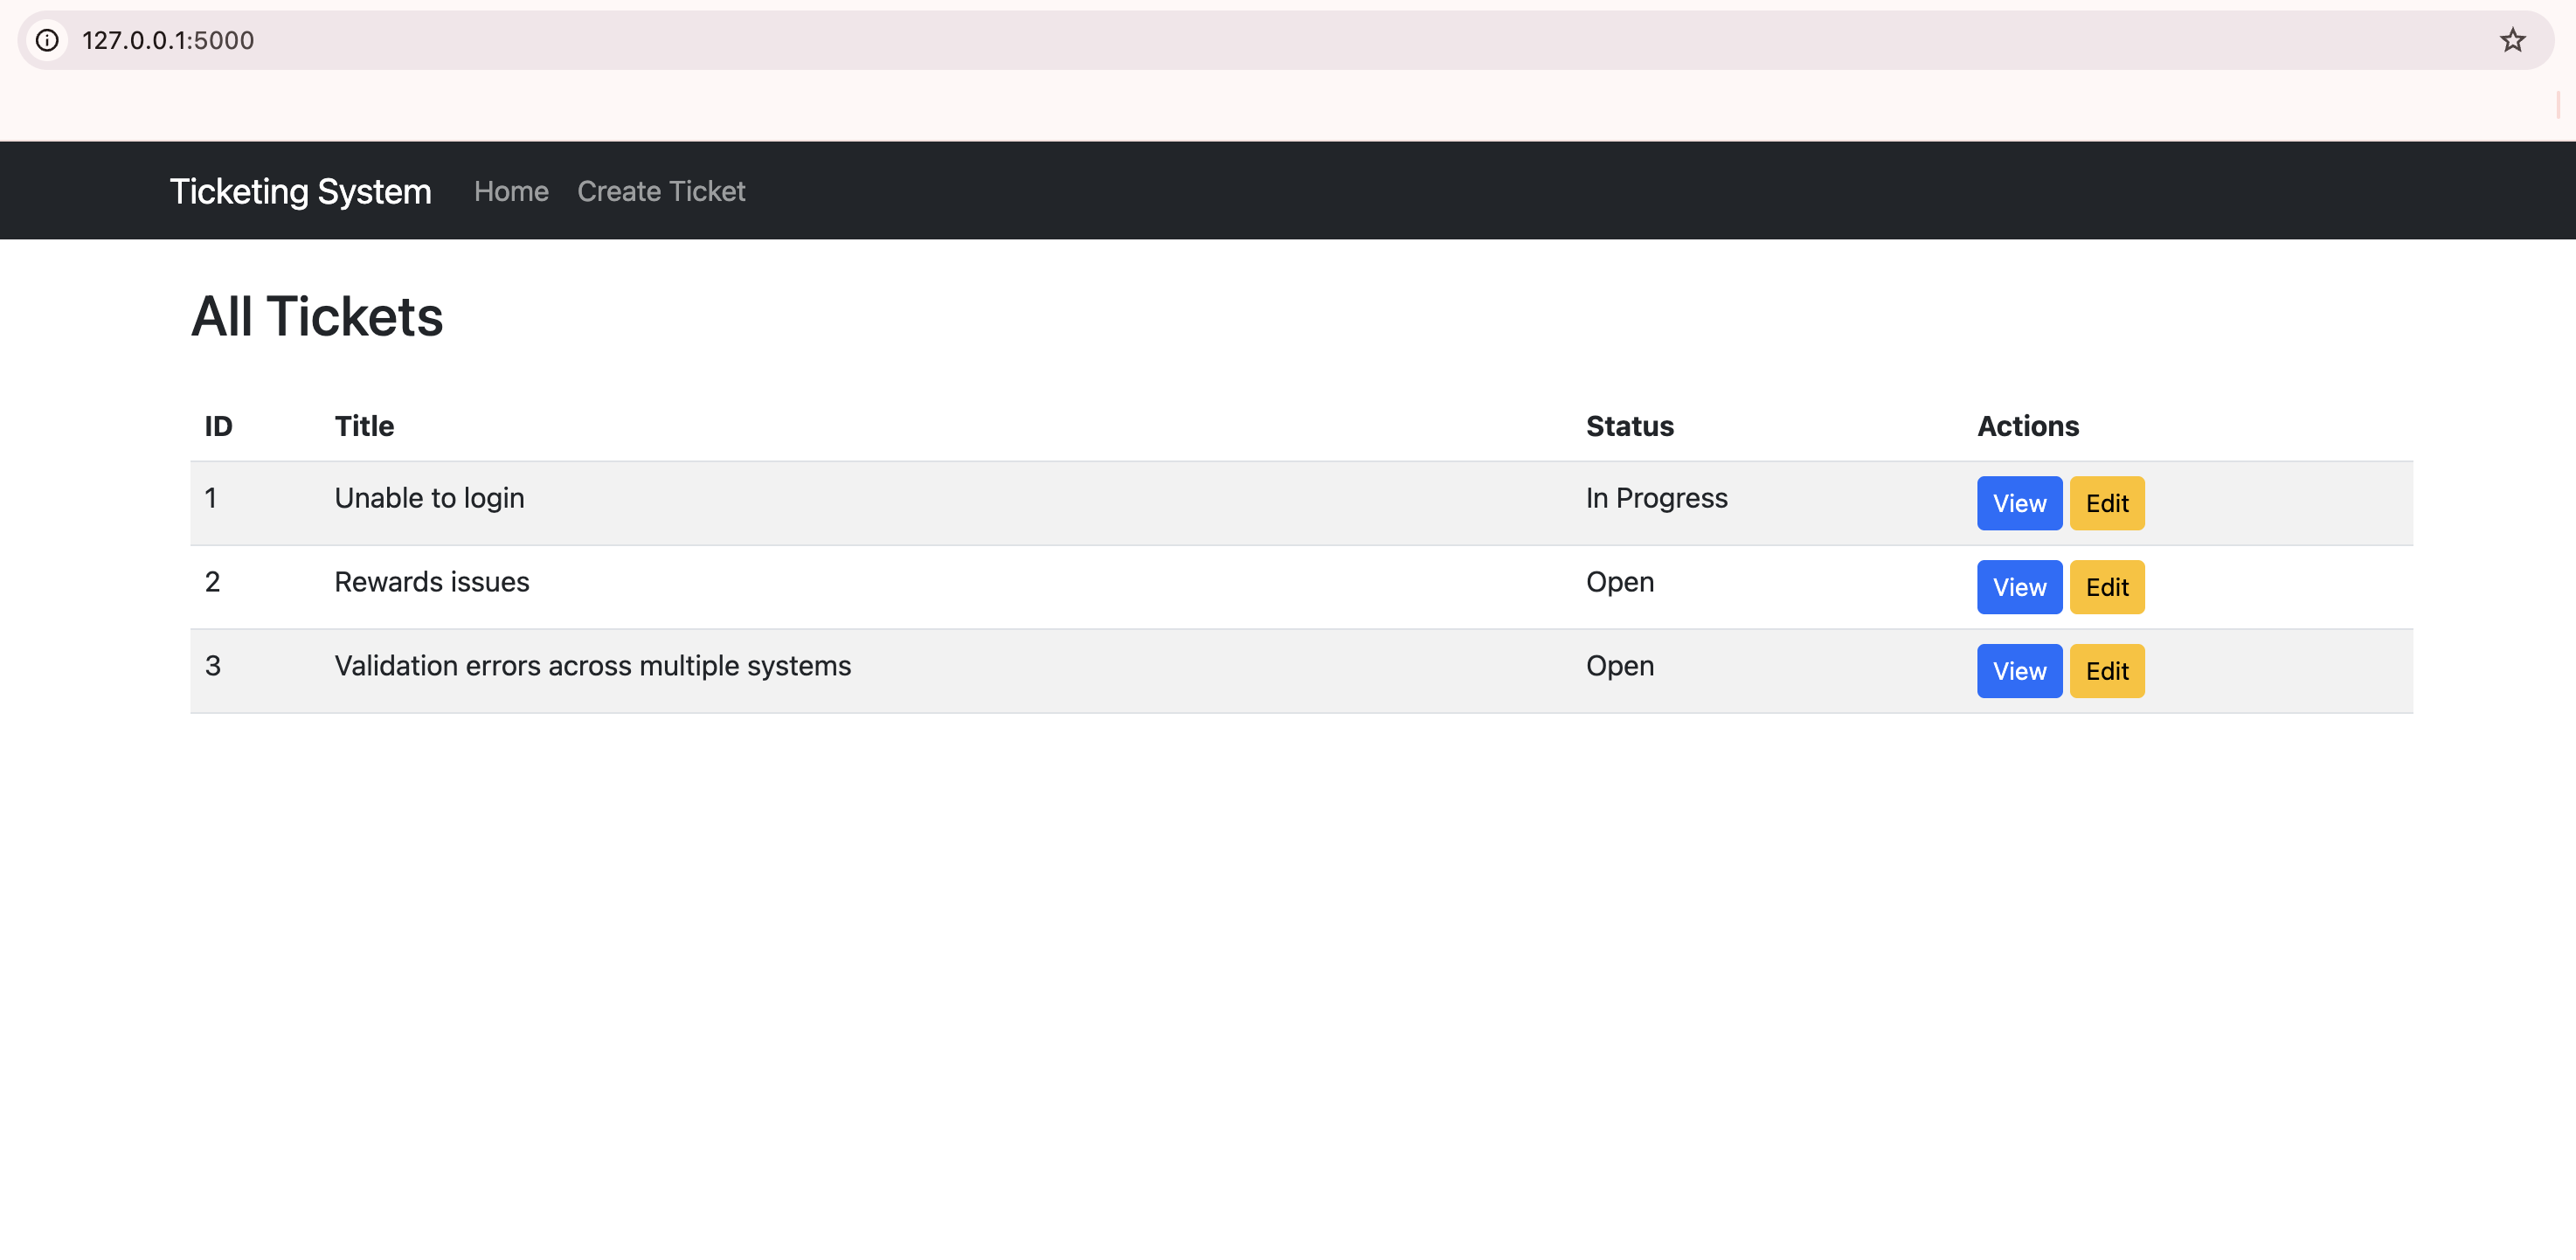 127.0.0.1:5000
Ticketing System Home Create Ticket
All Tickets
ID Title Status Actions
1 Unable to login In Progress View Edit
2 Rewards issues Open View Edit
3 Validation errors across multiple systems Open View Edit